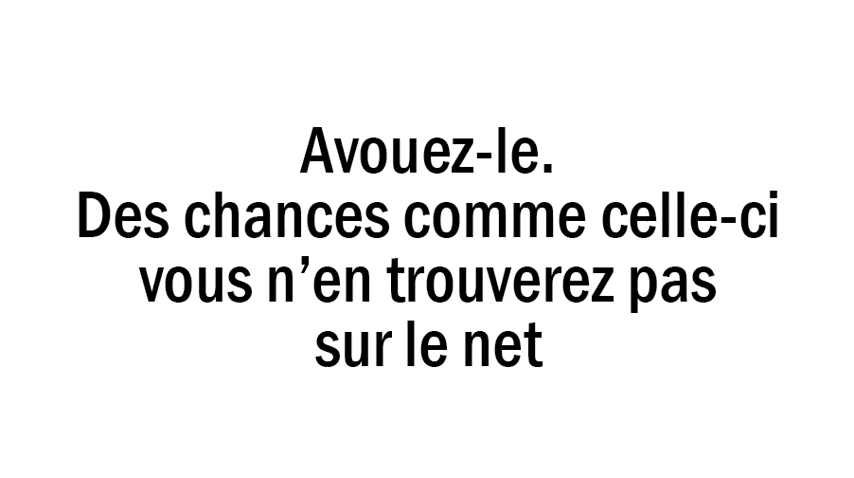 Avouez-le.
Des chances comme celle-ci
vous n’en trouverez pas
sur le net